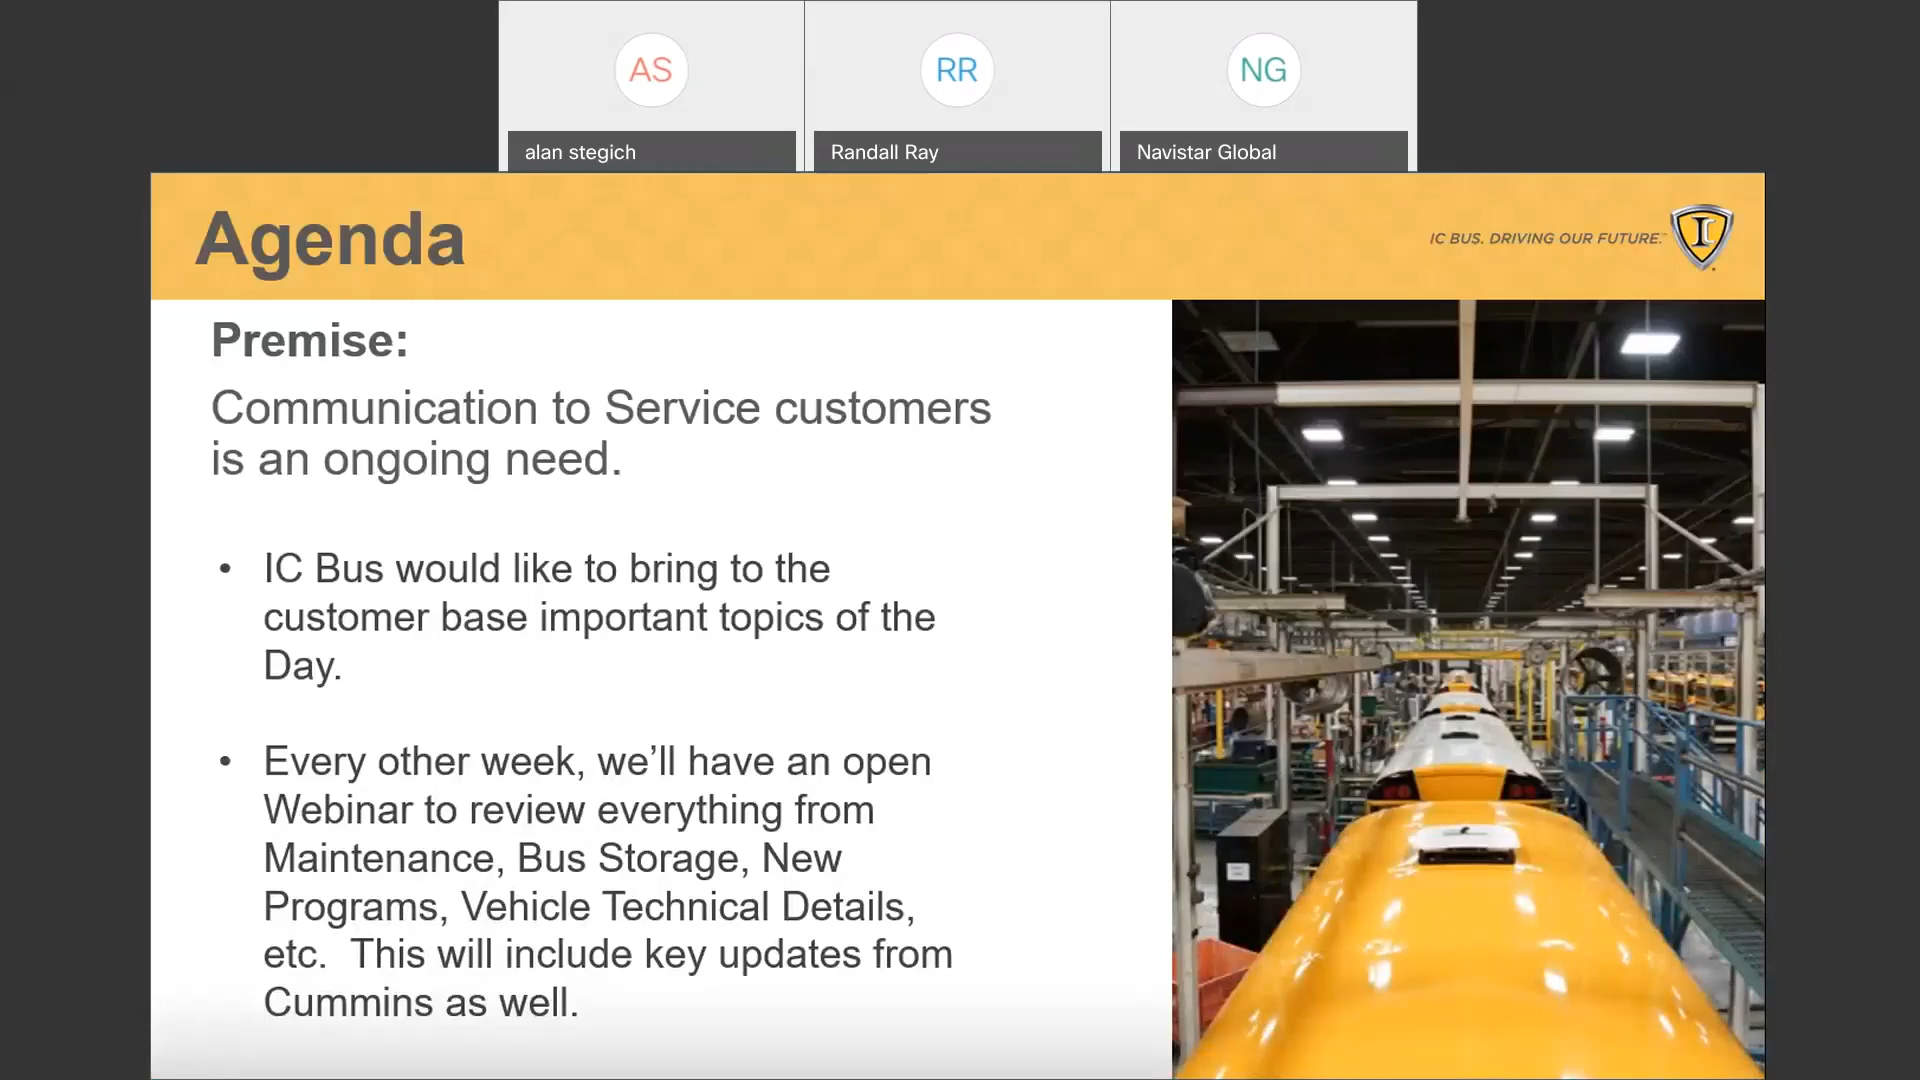 AS
RR
NG
alan stegich
Randall Ray
Navistar Global
Agenda
IC BUS. DRIVING OUR FUTURE.™
Premise:
Communication to Service customers
is an ongoing need.
• IC Bus would like to bring to the
customer base important topics of the
Day.
• Every other week, we’ll have an open
Webinar to review everything from
Maintenance, Bus Storage, New
Programs, Vehicle Technical Details,
etc.  This will include key updates from
Cummins as well.